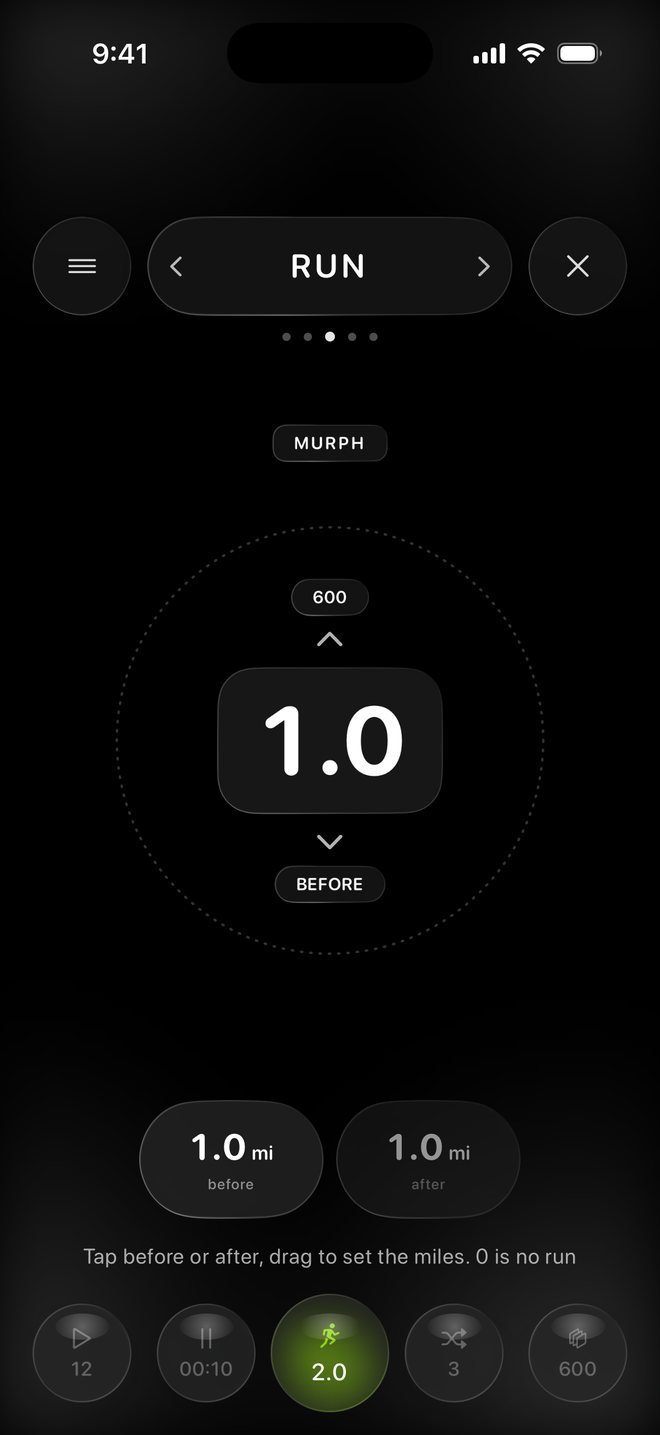 9:41
RUN
MURPH
600
1.0
BEFORE
1.0 mi
before
1.0 mi
after
Tap before or after, drag to set the miles. 0 is no run
12
00:10
2.0
3
600